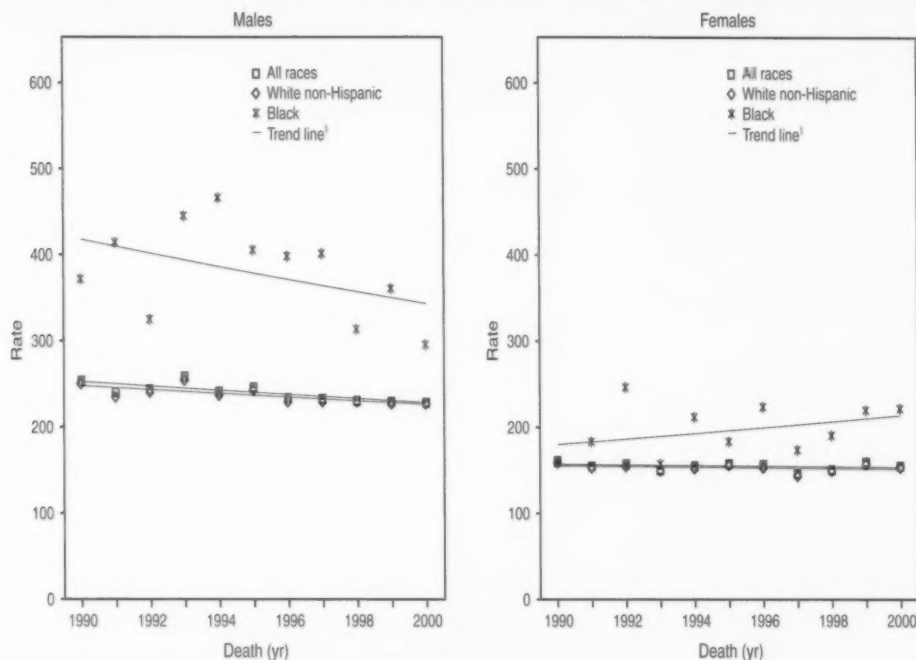 Males
600
500
400
300
200
100
0
Rate
□ All races
◇ White non-Hispanic
* Black
— Trend line§
1990 1992 1994 1996 1998 2000
Death (yr)
Females
600
500
400
300
200
100
0
Rate
□ All races
◇ White non-Hispanic
* Black
— Trend line§
1990 1992 1994 1996 1998 2000
Death (yr)